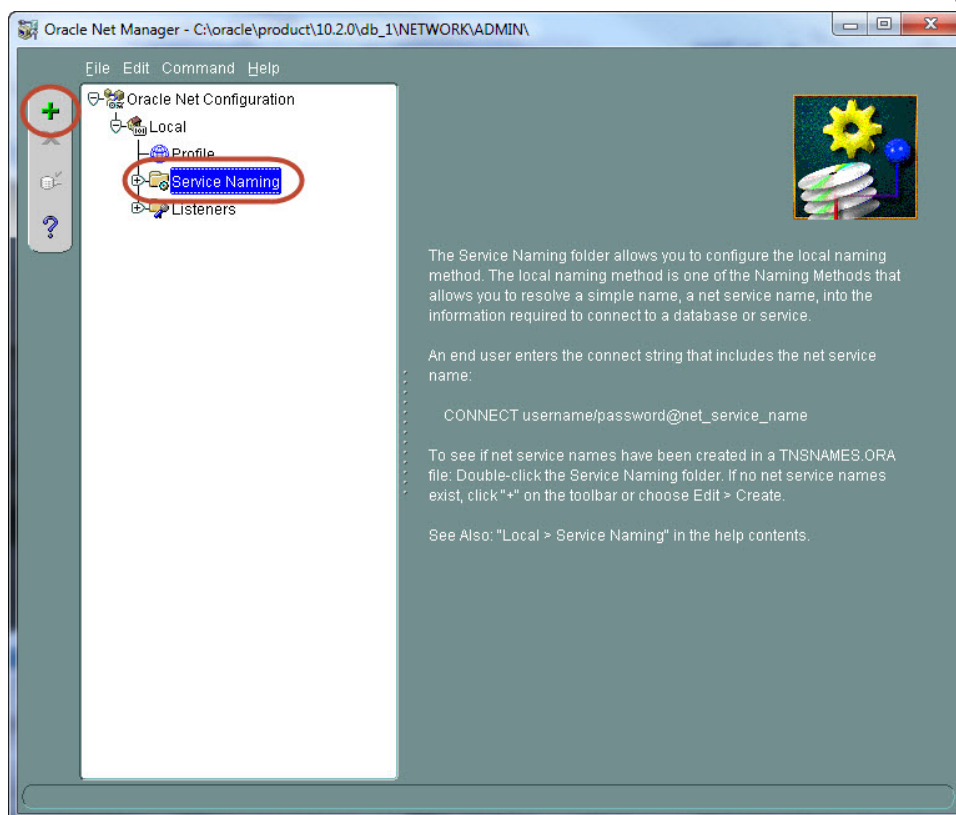 Oracle Net Manager - C:\oracle\product\10.2.0\db_1\NETWORK\ADMIN\
File Edit Command Help
Oracle Net Configuration
Local
Profile
Service Naming
Listeners
The Service Naming folder allows you to configure the local naming
method. The local naming method is one of the Naming Methods that
allows you to resolve a simple name, a net service name, into the
information required to connect to a database or service.
An end user enters the connect string that includes the net service
name:
CONNECT username/password@net_service_name
To see if net service names have been created in a TNSNAMES.ORA
file: Double-click the Service Naming folder. If no net service names
exist, click "+" on the toolbar or choose Edit > Create.
See Also: "Local > Service Naming" in the help contents.